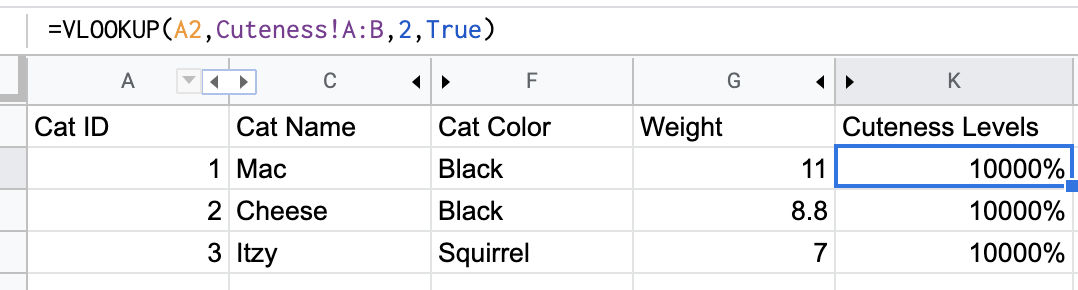 =VLOOKUP(A2,Cuteness!A:B,2,True)
A C F G K
Cat ID Cat Name Cat Color Weight Cuteness Levels
1 Mac Black 11 10000%
2 Cheese Black 8.8 10000%
3 Itzy Squirrel 7 10000%